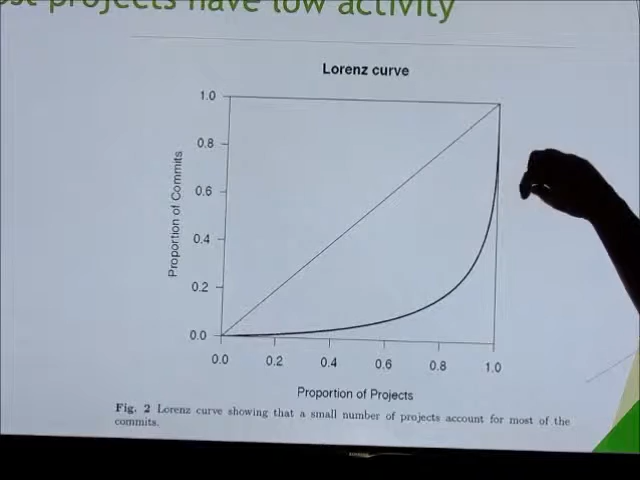 projects have low activity
Lorenz curve
1.0
0.8
0.6
0.4
0.2
0.0
Proportion of Commits
0.0 0.2 0.4 0.6 0.8 1.0
Proportion of Projects
Fig. 2 Lorenz curve showing that a small number of projects account for most of the
commits.